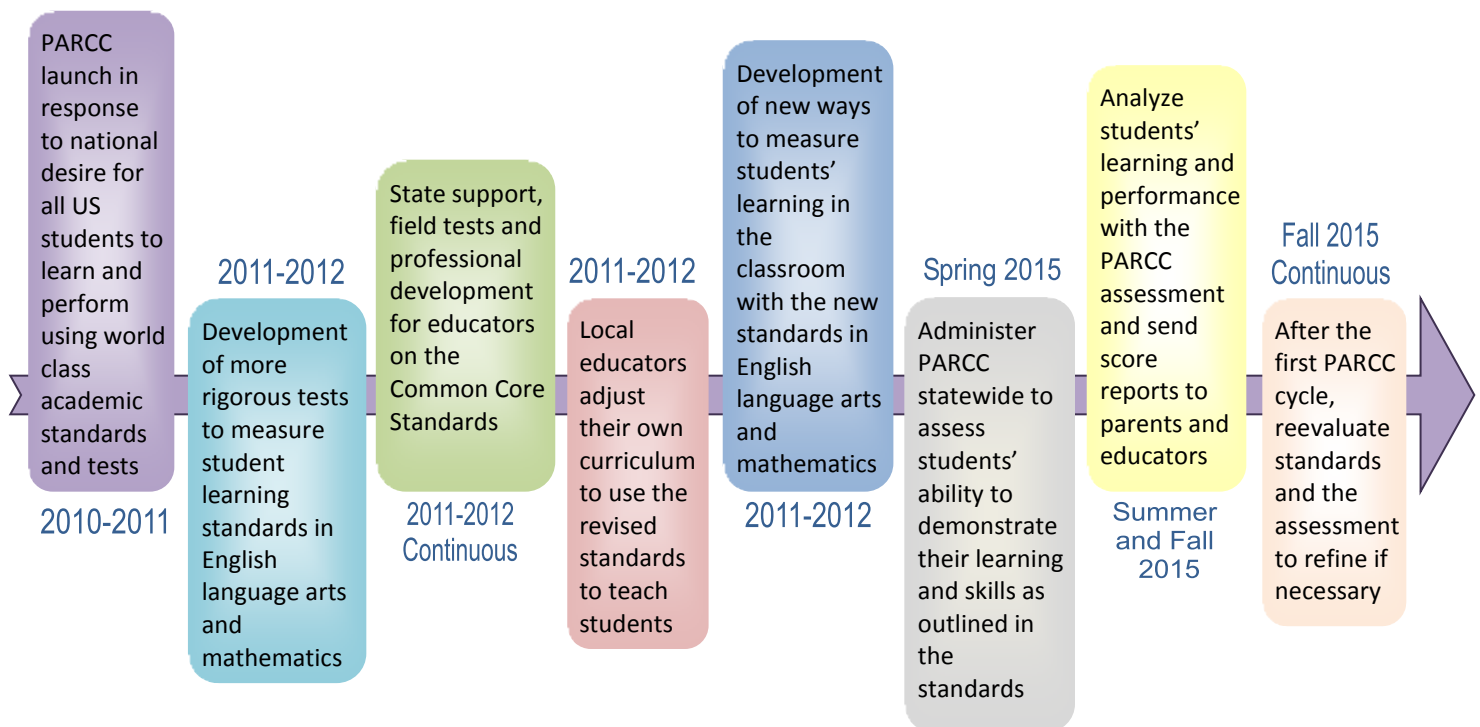 PARCC
launch in
response
to national
desire for
all US
students to
learn and
perform
using world
class
academic
standards
and tests
2010-2011
2011-2012
Development
of more
rigorous tests
to measure
student
learning
standards in
English
language arts
and
mathematics
State support,
field tests and
professional
development
for educators
on the
Common Core
Standards
2011-2012
Continuous
2011-2012
Local
educators
adjust
their own
curriculum
to use the
revised
standards
to teach
students
Development
of new ways
to measure
students’
learning in
the
classroom
with the new
standards in
English
language arts
and
mathematics
2011-2012
Spring 2015
Administer
PARCC
statewide to
assess
students’
ability to
demonstrate
their learning
and skills as
outlined in
the
standards
Analyze
students’
learning and
performance
with the
PARCC
assessment
and send
score
reports to
parents and
educators
Summer
and Fall
2015
Fall 2015
Continuous
After the
first PARCC
cycle,
reevaluate
standards
and the
assessment
to refine if
necessary